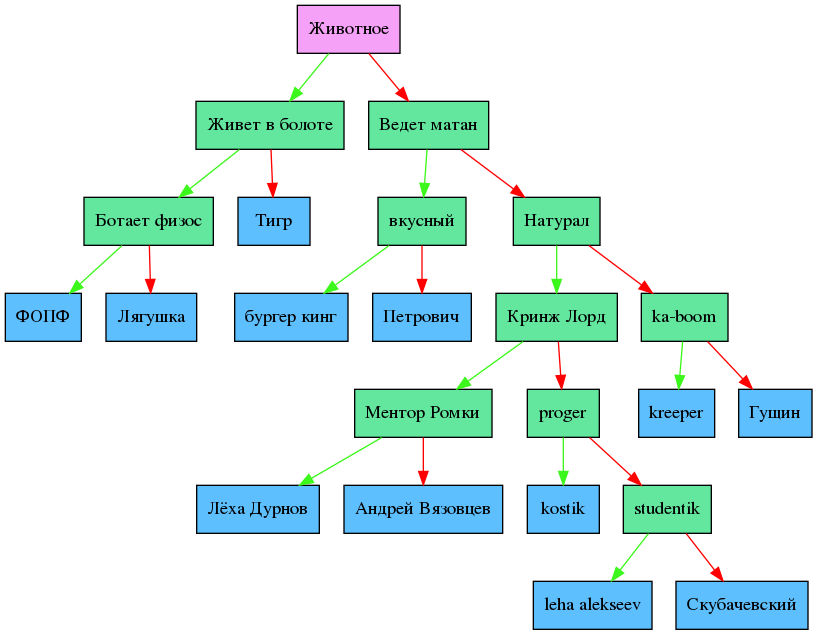 Животное
Живет в болоте
Ведет матан
Ботает физос
Тигр
вкусный
Натурал
ФОПФ
Лягушка
бургер кинг
Петрович
Кринж Лорд
ka-boom
Ментор Ромки
proger
kreeper
Гущин
Лёха Дурнов
Андрей Вязовцев
kostik
studentik
leha alekseev
Скубачевский